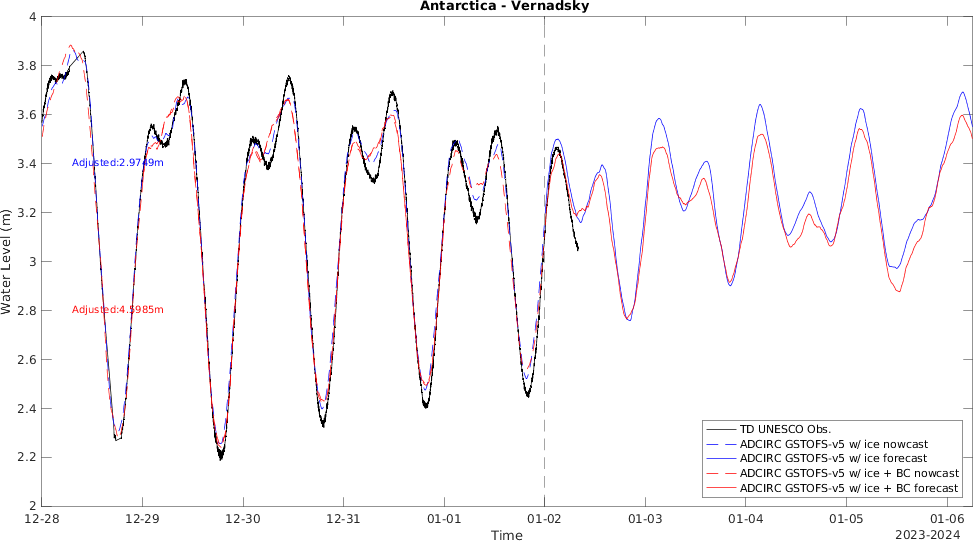 Antarctica - Vernadsky
4
3.8
3.6
3.4
3.2
3
2.8
2.6
2.4
2.2
2
Water Level (m)
Adjusted:2.9749m
Adjusted:4.5985m
TD UNESCO Obs.
ADCIRC GSTOFS-v5 w/ ice nowcast
ADCIRC GSTOFS-v5 w/ ice forecast
ADCIRC GSTOFS-v5 w/ ice + BC nowcast
ADCIRC GSTOFS-v5 w/ ice + BC forecast
12-28
12-29
12-30
12-31
01-01
01-02
01-03
01-04
01-05
01-06
Time
2023-2024